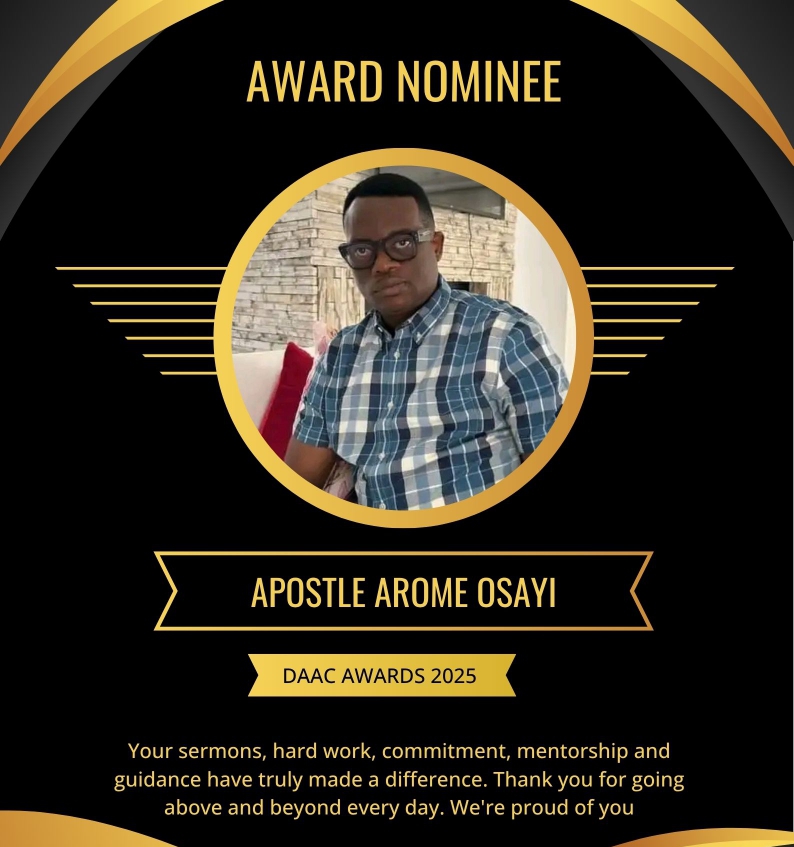 AWARD NOMINEE
APOSTLE AROME OSAYI
DAAC AWARDS 2025
Your sermons, hard work, commitment, mentorship and
guidance have truly made a difference. Thank you for going
above and beyond every day. We're proud of you